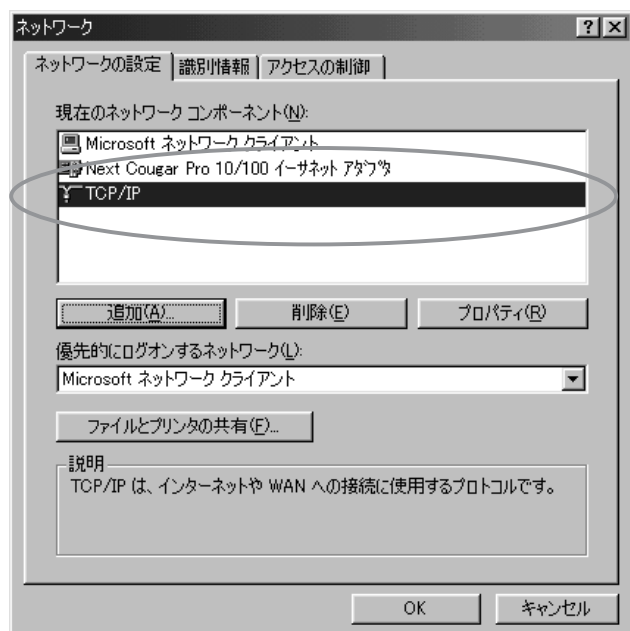 ネットワーク
ネットワークの設定 識別情報 アクセスの制御
現在のネットワーク コンポーネント(N):
Microsoft ネットワーク クライアント
Next Cougar Pro 10/100 イーサネット アダプタ
TCP/IP
追加(A)... 削除(E) プロパティ(R)
優先的にログオンするネットワーク(L):
Microsoft ネットワーク クライアント
ファイルとプリンタの共有(F)...
説明
TCP/IP は、インターネットや WAN への接続に使用するプロトコルです。
OK キャンセル